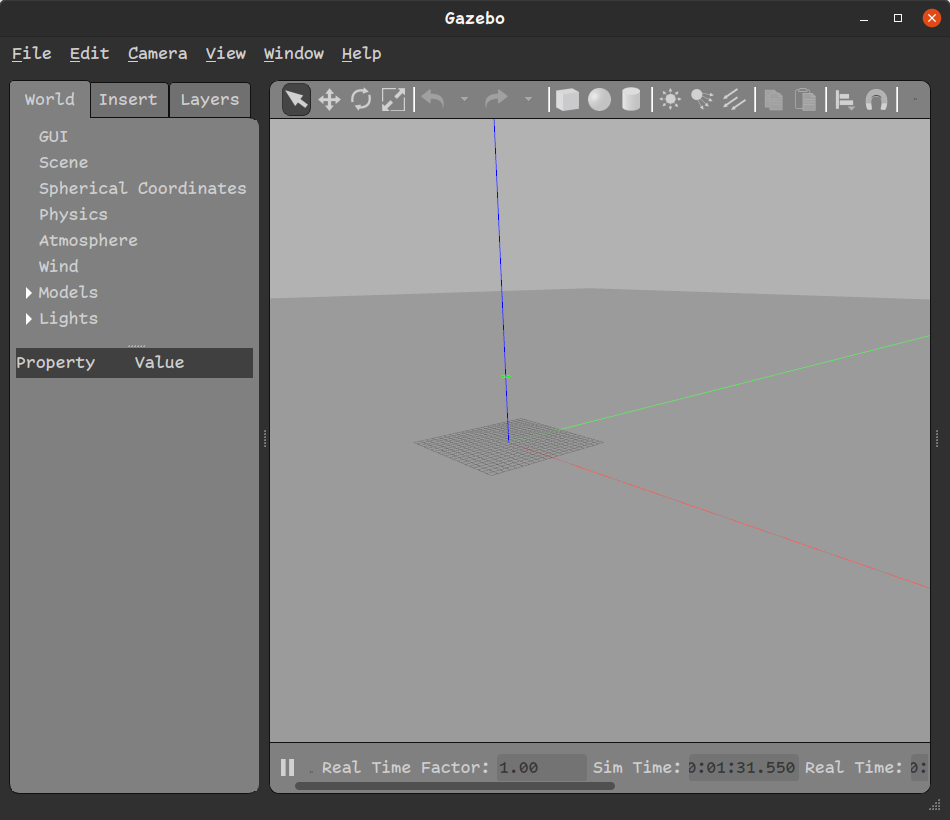 Gazebo
File Edit Camera View Window Help
World Insert Layers
GUI
Scene
Spherical Coordinates
Physics
Atmosphere
Wind
Models
Lights
Property Value
Real Time Factor: 1.00 Sim Time: 0:01:31.550 Real Time: 0: